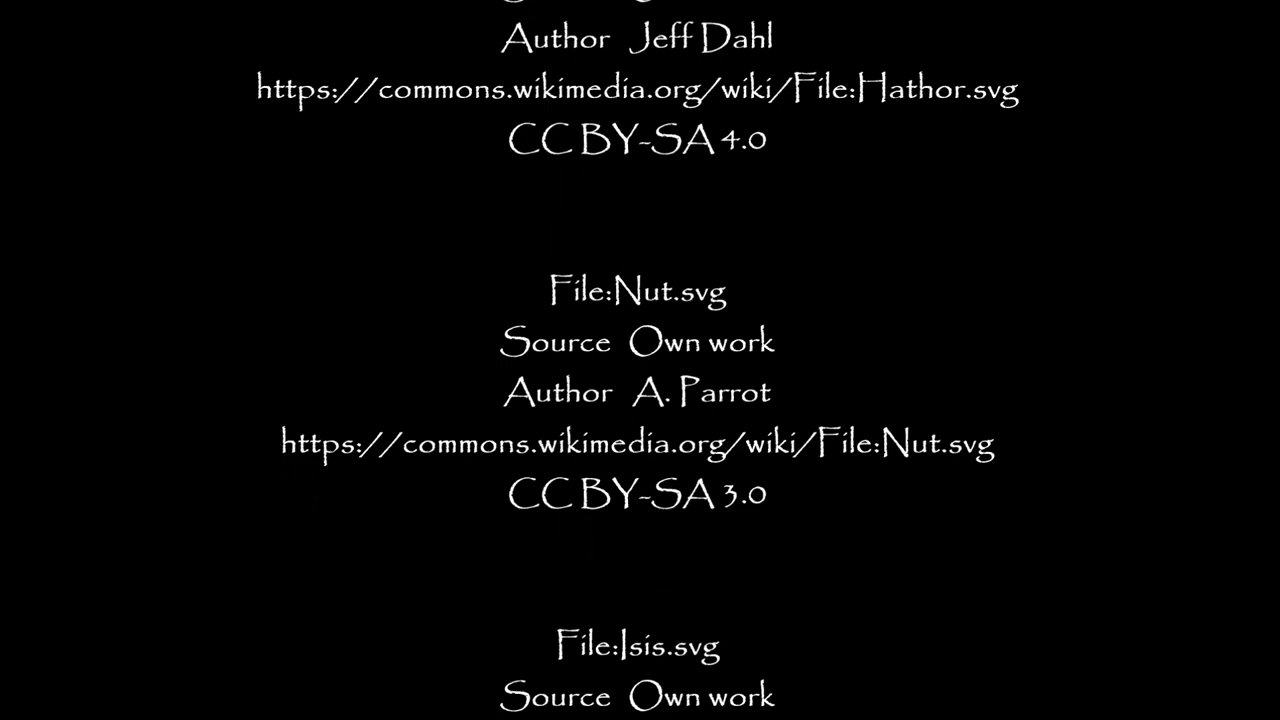 Author Jeff Dahl
https://commons.wikimedia.org/wiki/File:Hathor.svg
CC BY-SA 4.0
File:Nut.svg
Source Own work
Author A. Parrot
https://commons.wikimedia.org/wiki/File:Nut.svg
CC BY-SA 3.0
File:Isis.svg
Source Own work